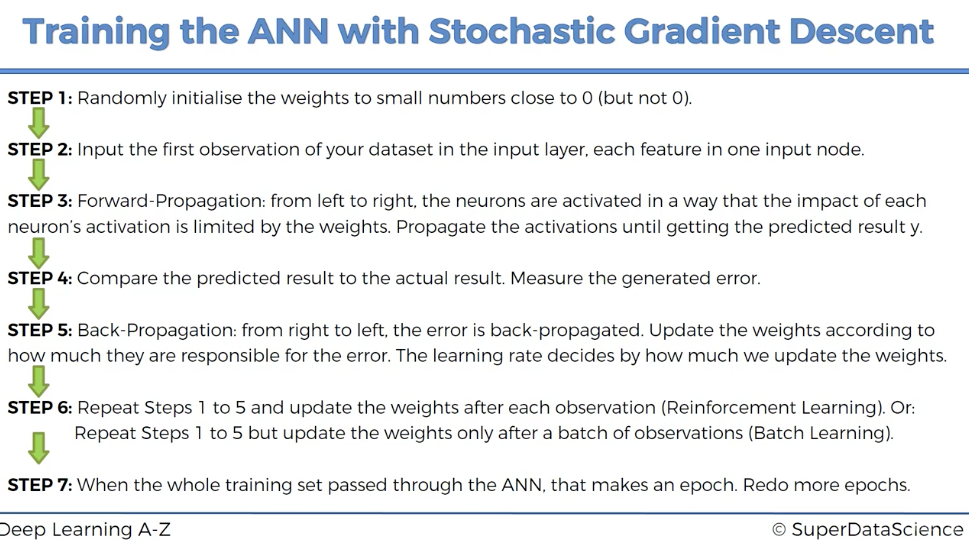 Training the ANN with Stochastic Gradient Descent
STEP 1: Randomly initialise the weights to small numbers close to 0 (but not 0).
STEP 2: Input the first observation of your dataset in the input layer, each feature in one input node.
STEP 3: Forward-Propagation: from left to right, the neurons are activated in a way that the impact of each
neuron's activation is limited by the weights. Propagate the activations until getting the predicted result y.
STEP 4: Compare the predicted result to the actual result. Measure the generated error.
STEP 5: Back-Propagation: from right to left, the error is back-propagated. Update the weights according to
how much they are responsible for the error. The learning rate decides by how much we update the weights.
STEP 6: Repeat Steps 1 to 5 and update the weights after each observation (Reinforcement Learning). Or:
Repeat Steps 1 to 5 but update the weights only after a batch of observations (Batch Learning).
STEP 7: When the whole training set passed through the ANN, that makes an epoch. Redo more epochs.
Deep Learning A-Z
© SuperDataScience